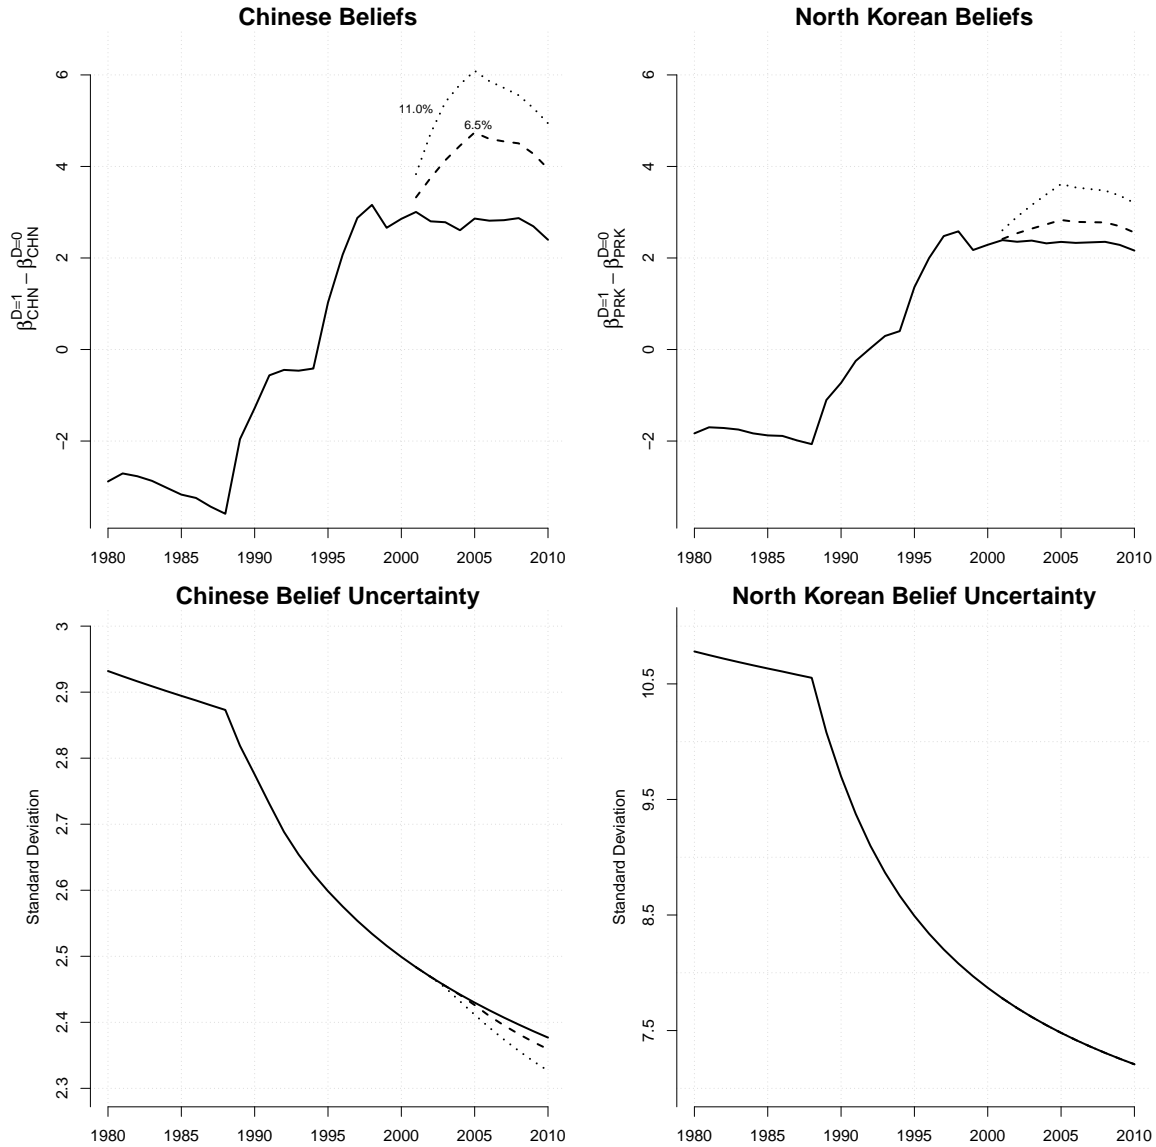 Chinese Beliefs
6
4
2
0
−2
β_CHN^D=1 − β_CHN^D=0
11.0%
6.5%
1980 1985 1990 1995 2000 2005 2010
North Korean Beliefs
6
4
2
0
−2
β_PRK^D=1 − β_PRK^D=0
1980 1985 1990 1995 2000 2005 2010
Chinese Belief Uncertainty
3
2.9
2.8
2.7
2.6
2.5
2.4
2.3
Standard Deviation
1980 1985 1990 1995 2000 2005 2010
North Korean Belief Uncertainty
10.5
9.5
8.5
7.5
Standard Deviation
1980 1985 1990 1995 2000 2005 2010